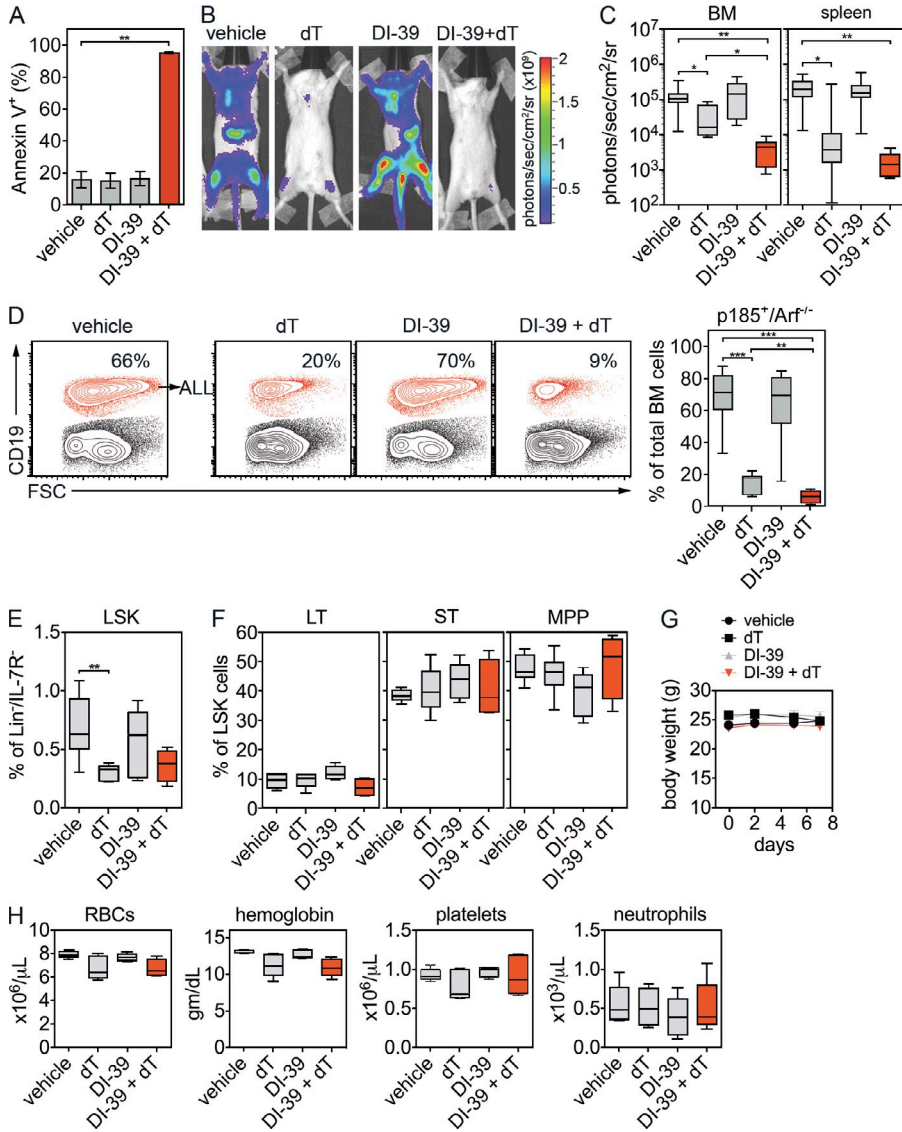 A
Annexin V+ (%)
100
80
60
40
20
0
**
vehicle
dT
DI-39
DI-39 + dT
B
vehicle
dT
DI-39
DI-39+dT
photons/sec/cm²/sr (x10⁹)
2
1.5
1
0.5
C
BM
spleen
photons/sec/cm²/sr
10⁷
10⁶
10⁵
10⁴
10³
10²
**
*
*
**
*
vehicle
dT
DI-39
DI-39 + dT
vehicle
dT
DI-39
DI-39 + dT
D
vehicle
dT
DI-39
DI-39 + dT
66%
20%
70%
9%
ALL
CD19
FSC
p185+/Arf-/-
% of total BM cells
100
80
60
40
20
0
***
***
**
vehicle
dT
DI-39
DI-39 + dT
E
LSK
% of Lin-/IL-7R-
1.5
1.0
0.5
0.0
**
vehicle
dT
DI-39
DI-39 + dT
F
LT
ST
MPP
% of LSK cells
60
50
40
30
20
10
0
vehicle
dT
DI-39
DI-39 + dT
vehicle
dT
DI-39
DI-39 + dT
vehicle
dT
DI-39
DI-39 + dT
G
vehicle
dT
DI-39
DI-39 + dT
body weight (g)
30
25
20
15
10
0
2
4
6
8
days
H
RBCs
x10⁶/μL
10
8
6
4
2
0
vehicle
dT
DI-39
DI-39 + dT
hemoglobin
gm/dL
15
10
5
0
vehicle
dT
DI-39
DI-39 + dT
platelets
x10⁶/μL
1.5
1.0
0.5
0.0
vehicle
dT
DI-39
DI-39 + dT
neutrophils
x10³/μL
1.5
1.0
0.5
0.0
vehicle
dT
DI-39
DI-39 + dT